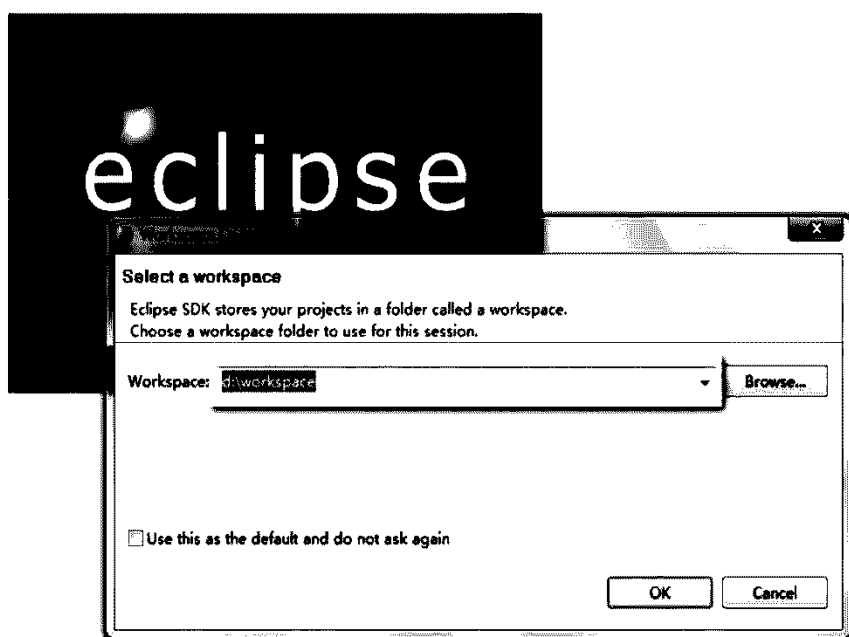 eclipse
Select a workspace
Eclipse SDK stores your projects in a folder called a workspace.
Choose a workspace folder to use for this session.
Workspace: d:\workspace Browse...
Use this as the default and do not ask again
OK Cancel